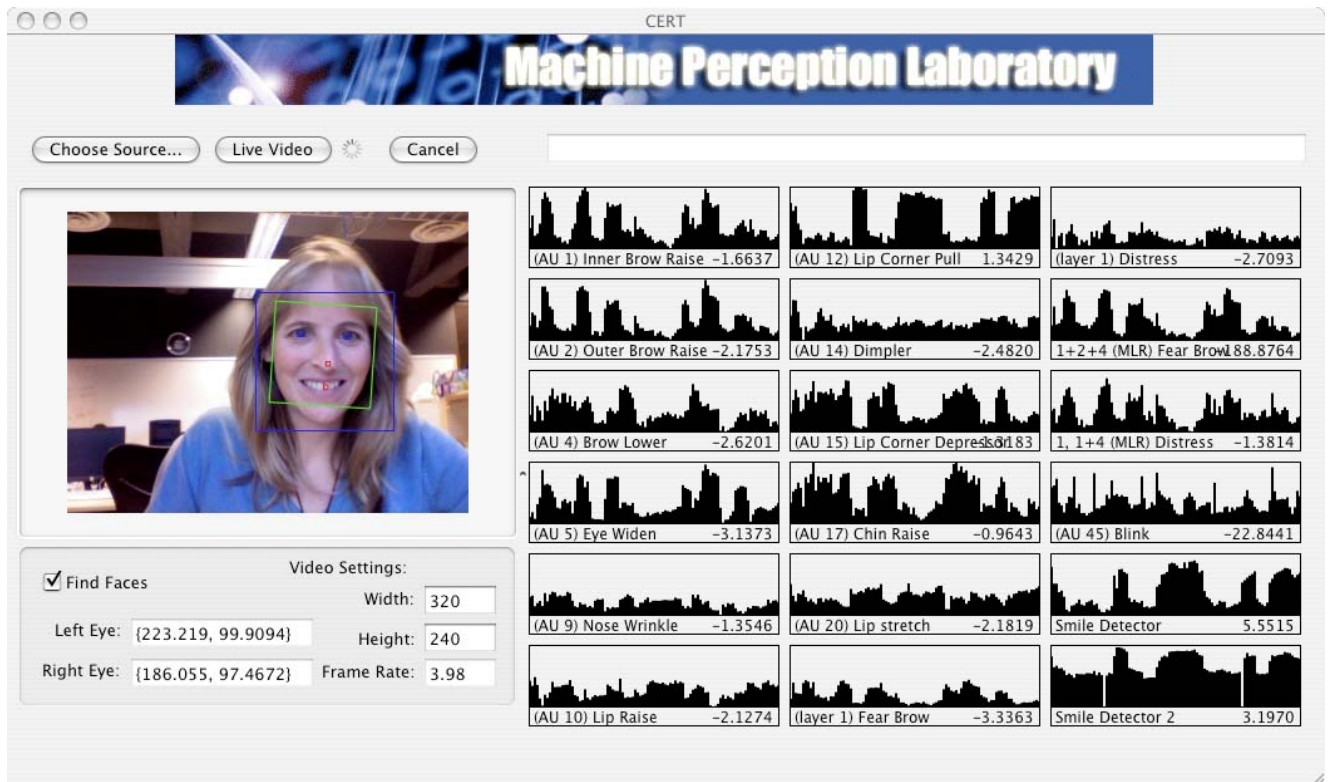 CERT
Machine Perception Laboratory
Choose Source...
Live Video
Cancel
(AU 1) Inner Brow Raise -1.6637
(AU 12) Lip Corner Pull 1.3429
(layer 1) Distress -2.7093
(AU 2) Outer Brow Raise -2.1753
(AU 14) Dimpler -2.4820
1+2+4 (MLR) Fear Brow 188.8764
(AU 4) Brow Lower -2.6201
(AU 15) Lip Corner Depressor 3183
1, 1+4 (MLR) Distress -1.3814
(AU 5) Eye Widen -3.1373
(AU 17) Chin Raise -0.9643
(AU 45) Blink -22.8441
(AU 9) Nose Wrinkle -1.3546
(AU 20) Lip stretch -2.1819
Smile Detector 5.5515
(AU 10) Lip Raise -2.1274
(layer 1) Fear Brow -3.3363
Smile Detector 2 3.1970
Find Faces
Video Settings:
Width: 320
Left Eye: {223.219, 99.9094}
Height: 240
Right Eye: {186.055, 97.4672}
Frame Rate: 3.98